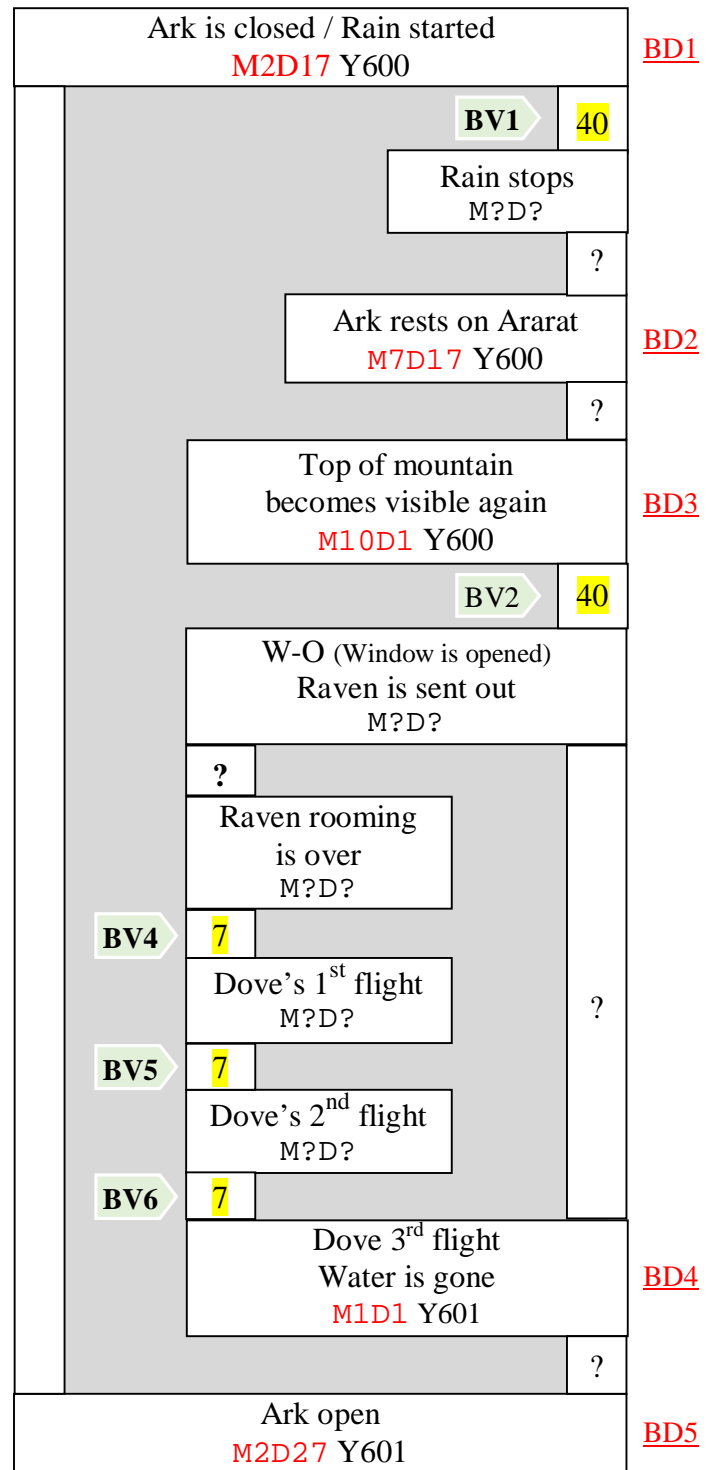 Ark is closed / Rain started
M2D17 Y600
BD1
BV1
40
Rain stops
M?D?
?
Ark rests on Ararat
M7D17 Y600
BD2
?
Top of mountain
becomes visible again
M10D1 Y600
BD3
BV2
40
W-O (Window is opened)
Raven is sent out
M?D?
?
Raven rooming
is over
M?D?
BV4
7
Dove's 1st flight
M?D?
?
BV5
7
Dove's 2nd flight
M?D?
BV6
7
Dove 3rd flight
Water is gone
M1D1 Y601
BD4
?
Ark open
M2D27 Y601
BD5